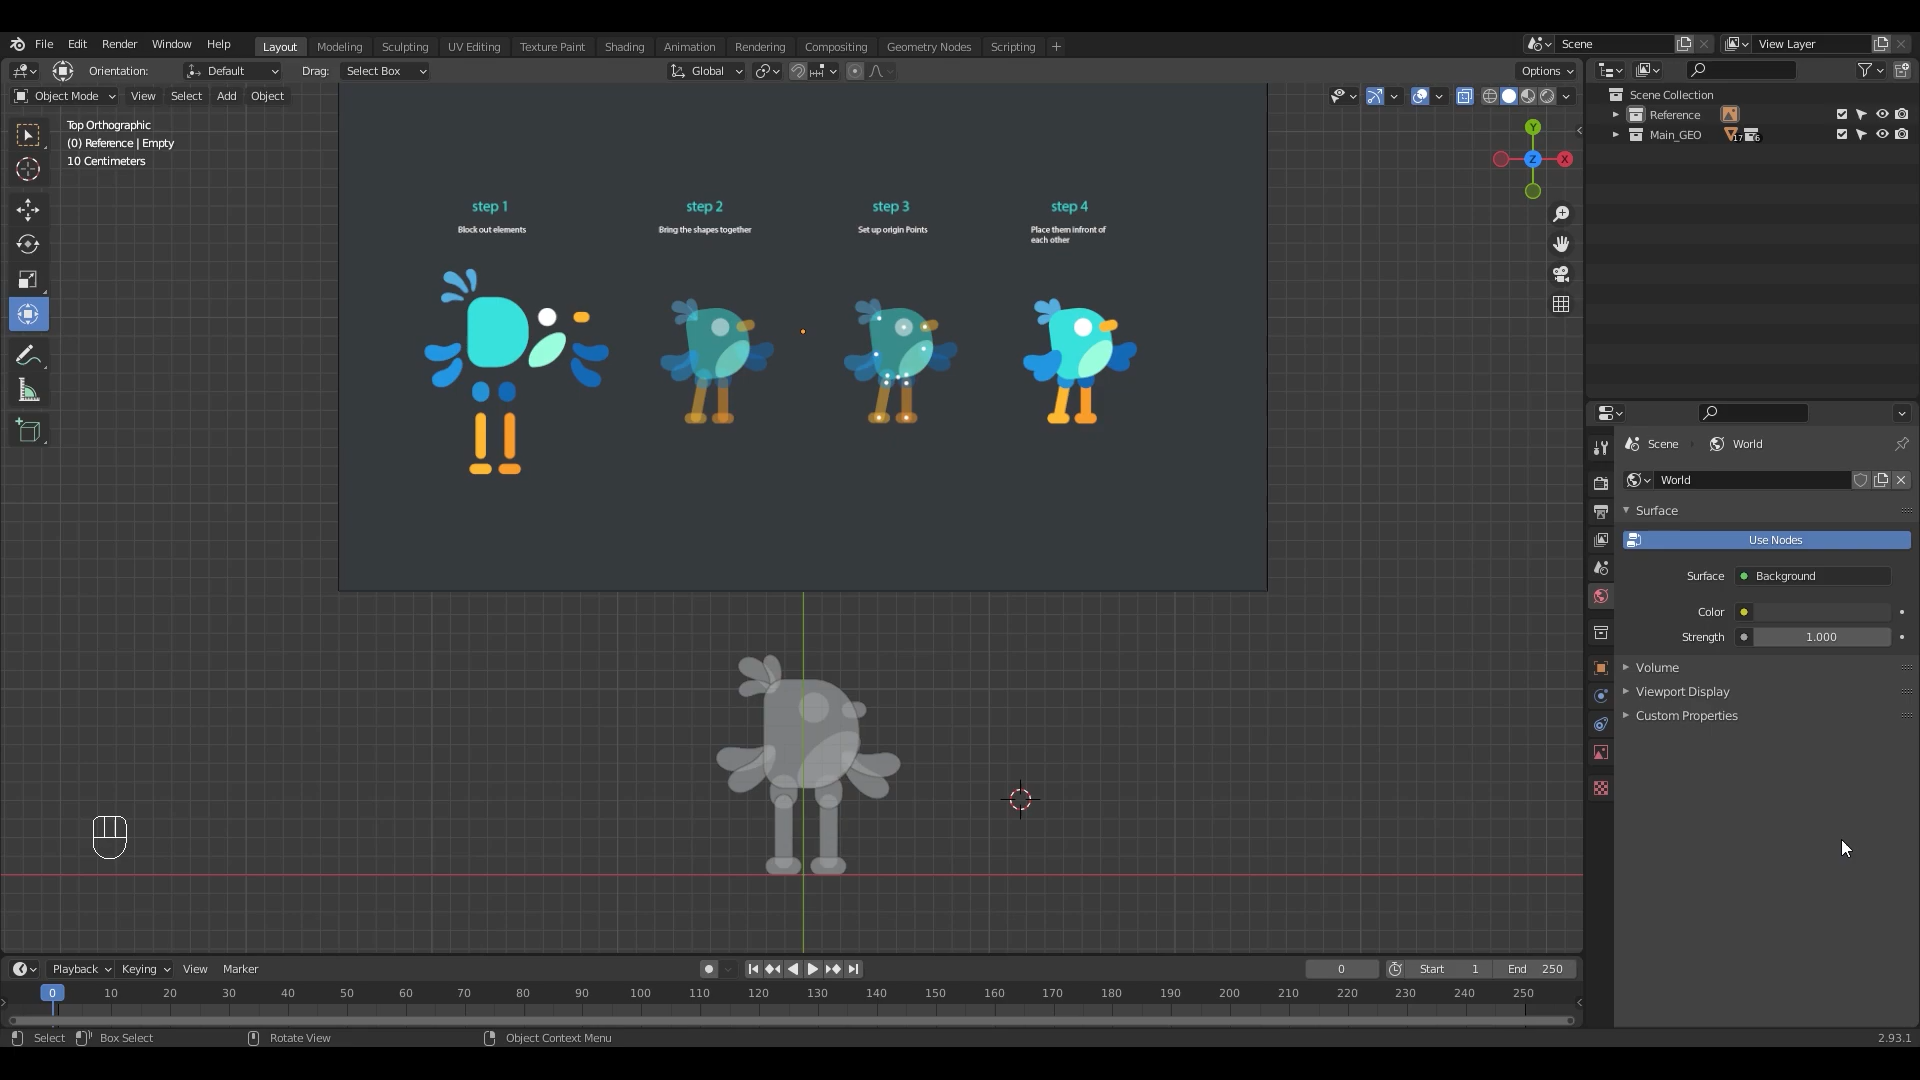 File Edit Render Window Help Layout Modeling Sculpting UV Editing Texture Paint Shading Animation Rendering Compositing Geometry Nodes Scripting + Scene View Layer
Orientation: Default Drag: Select Box Global Options
Object Mode View Select Add Object
Scene Collection
Reference
Main_GEO 17 6
Top Orthographic
(0) Reference | Empty
10 Centimeters
Y
Z X
step 1 step 2 step 3 step 4
Block out elements Bring the shapes together Set up origin Points Place them infront of
each other
Scene World
World
Surface
Use Nodes
Surface Background
Color
Strength 1.000
Volume
Viewport Display
Custom Properties
Playback Keying View Marker 0 Start 1 End 250
0 10 20 30 40 50 60 70 80 90 100 110 120 130 140 150 160 170 180 190 200 210 220 230 240 250
Select Box Select Rotate View Object Context Menu 2.93.1